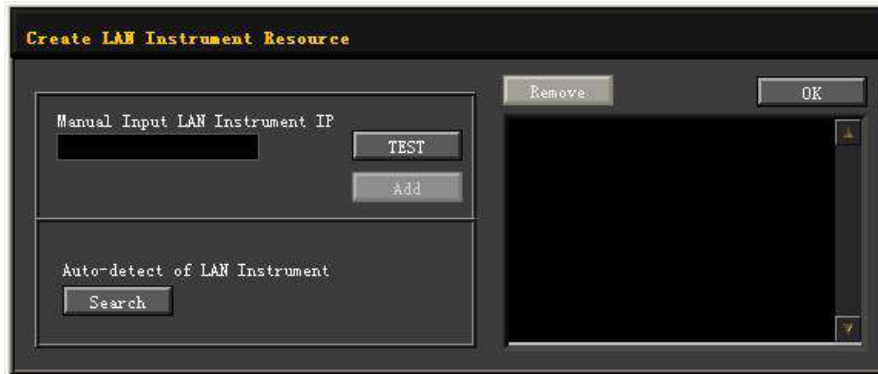 Create LAN Instrument Resource
Manual Input LAN Instrument IP
TEST
Add
Auto-detect of LAN Instrument
Search
Remove
OK